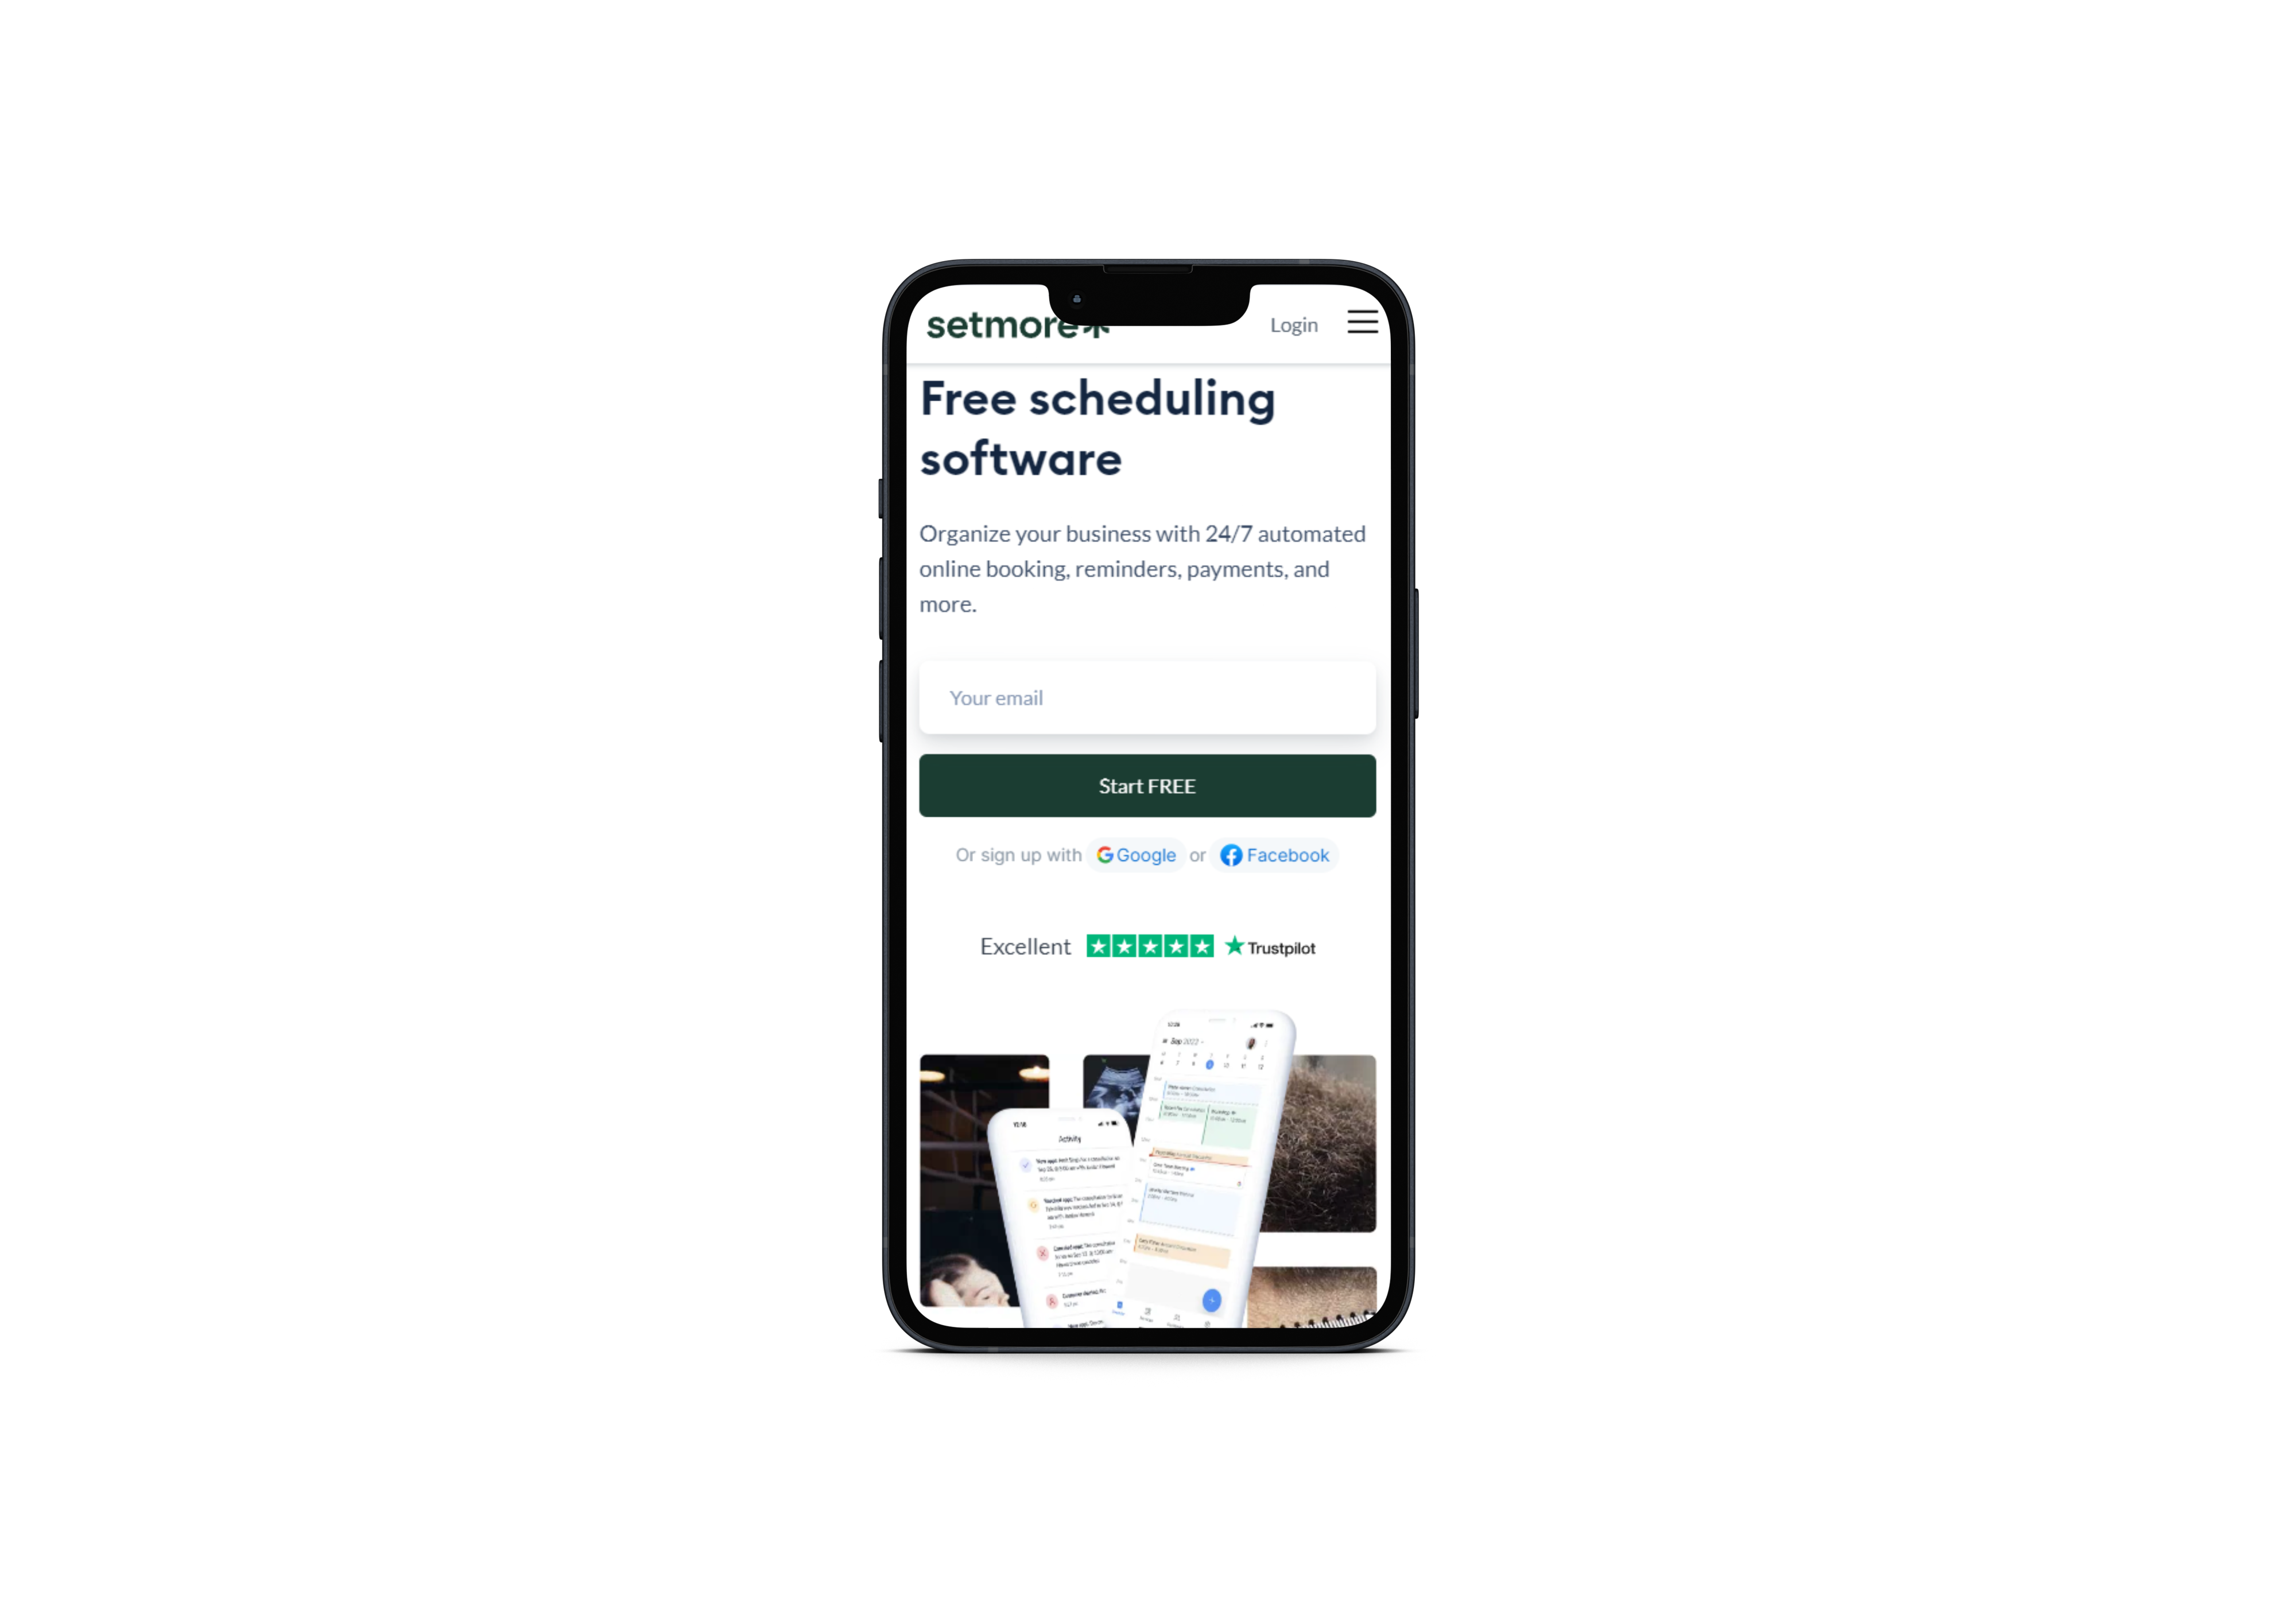 setmore
Login
Free scheduling
software
Organize your business with 24/7 automated
online booking, reminders, payments, and
more.
Your email
Start FREE
Or sign up with Google or Facebook
Excellent Trustpilot
Sep 2022
Activity